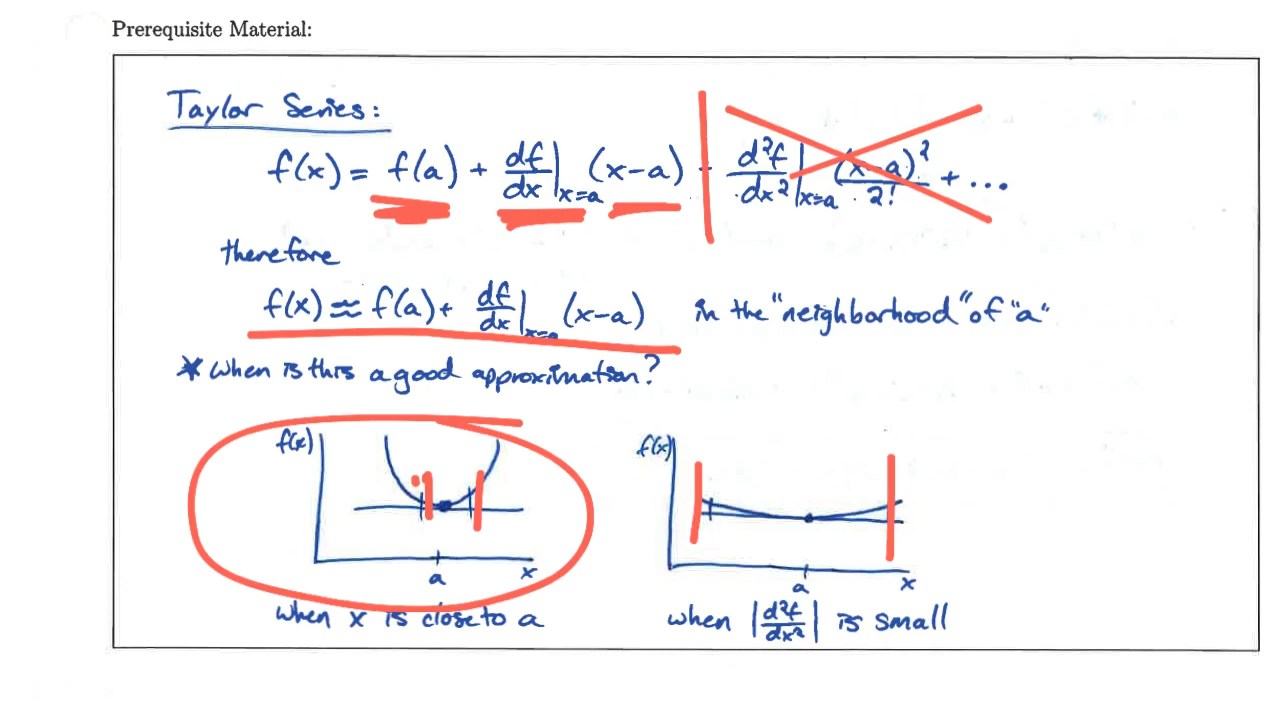 Prerequisite Material:
Taylor Series:
f(x) = f(a) + df/dx|x=a (x-a) + d²f/dx²|x=a (x-a)²/2! + ...
therefore
f(x) ≈ f(a) + df/dx|x=a (x-a) in the "neighborhood" of "a"
* When is this a good approximation?
f(x)
a
x
when x is close to a
f(x)
a
x
when |d²f/dx²| is small